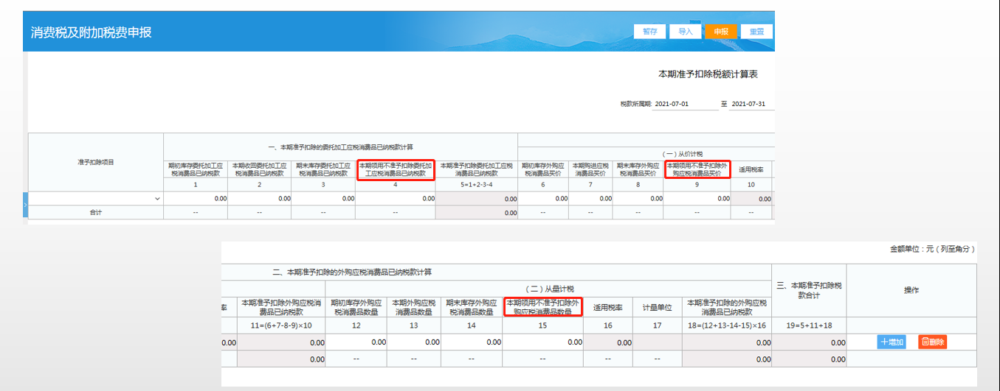 消费税及附加税费申报
暂存 导入 申报 重置
本期准予扣除税额计算表
税款所属期: 2021-07-01 至 2021-07-31
准予扣除项目
一、本期准予扣除的委托加工应税消费品已纳税款计算
(一)从价计税
期初库存委托加工应
税消费品已纳税款
本期收回委托加工应
税消费品已纳税款
期末库存委托加工应
税消费品已纳税款
本期领用不准予扣除委托加
工应税消费品已纳税款
本期准予扣除委托加工应税
消费品已纳税款
期初库存外购应
税消费品买价
本期购进应税
消费品买价
期末库存外购应
税消费品买价
本期领用不准予扣除外
购应税消费品买价
适用税率
1 2 3 4 5=1+2-3-4 6 7 8 9 10
0.00 0.00 0.00 0.00 0.00 0.00 0.00 0.00 0.00 0.00
合计 -- -- -- -- 0.00 -- -- -- -- --
金额单位:元(列至角分)
二、本期准予扣除的外购应税消费品已纳税款计算
(二)从量计税
三、本期准予扣除税
款合计
操作
率
本期准予扣除外购应税消
费品已纳税款
期初库存外购应
税消费品数量
本期外购应税
消费品数量
期末库存外购应
税消费品数量
本期领用不准予扣除外
购应税消费品数量
适用税率
计量单位
本期准予扣除的外购应税
消费品已纳税款
11=(6+7-8-9)×10 12 13 14 15 16 17 18=(12+13-14-15)×16 19=5+11+18
0.00 0.00 0.00 0.00 0.00 0.00 0.00 0.00 0.00 增加 删除
0.00 -- -- -- -- -- -- 0.00 0.00